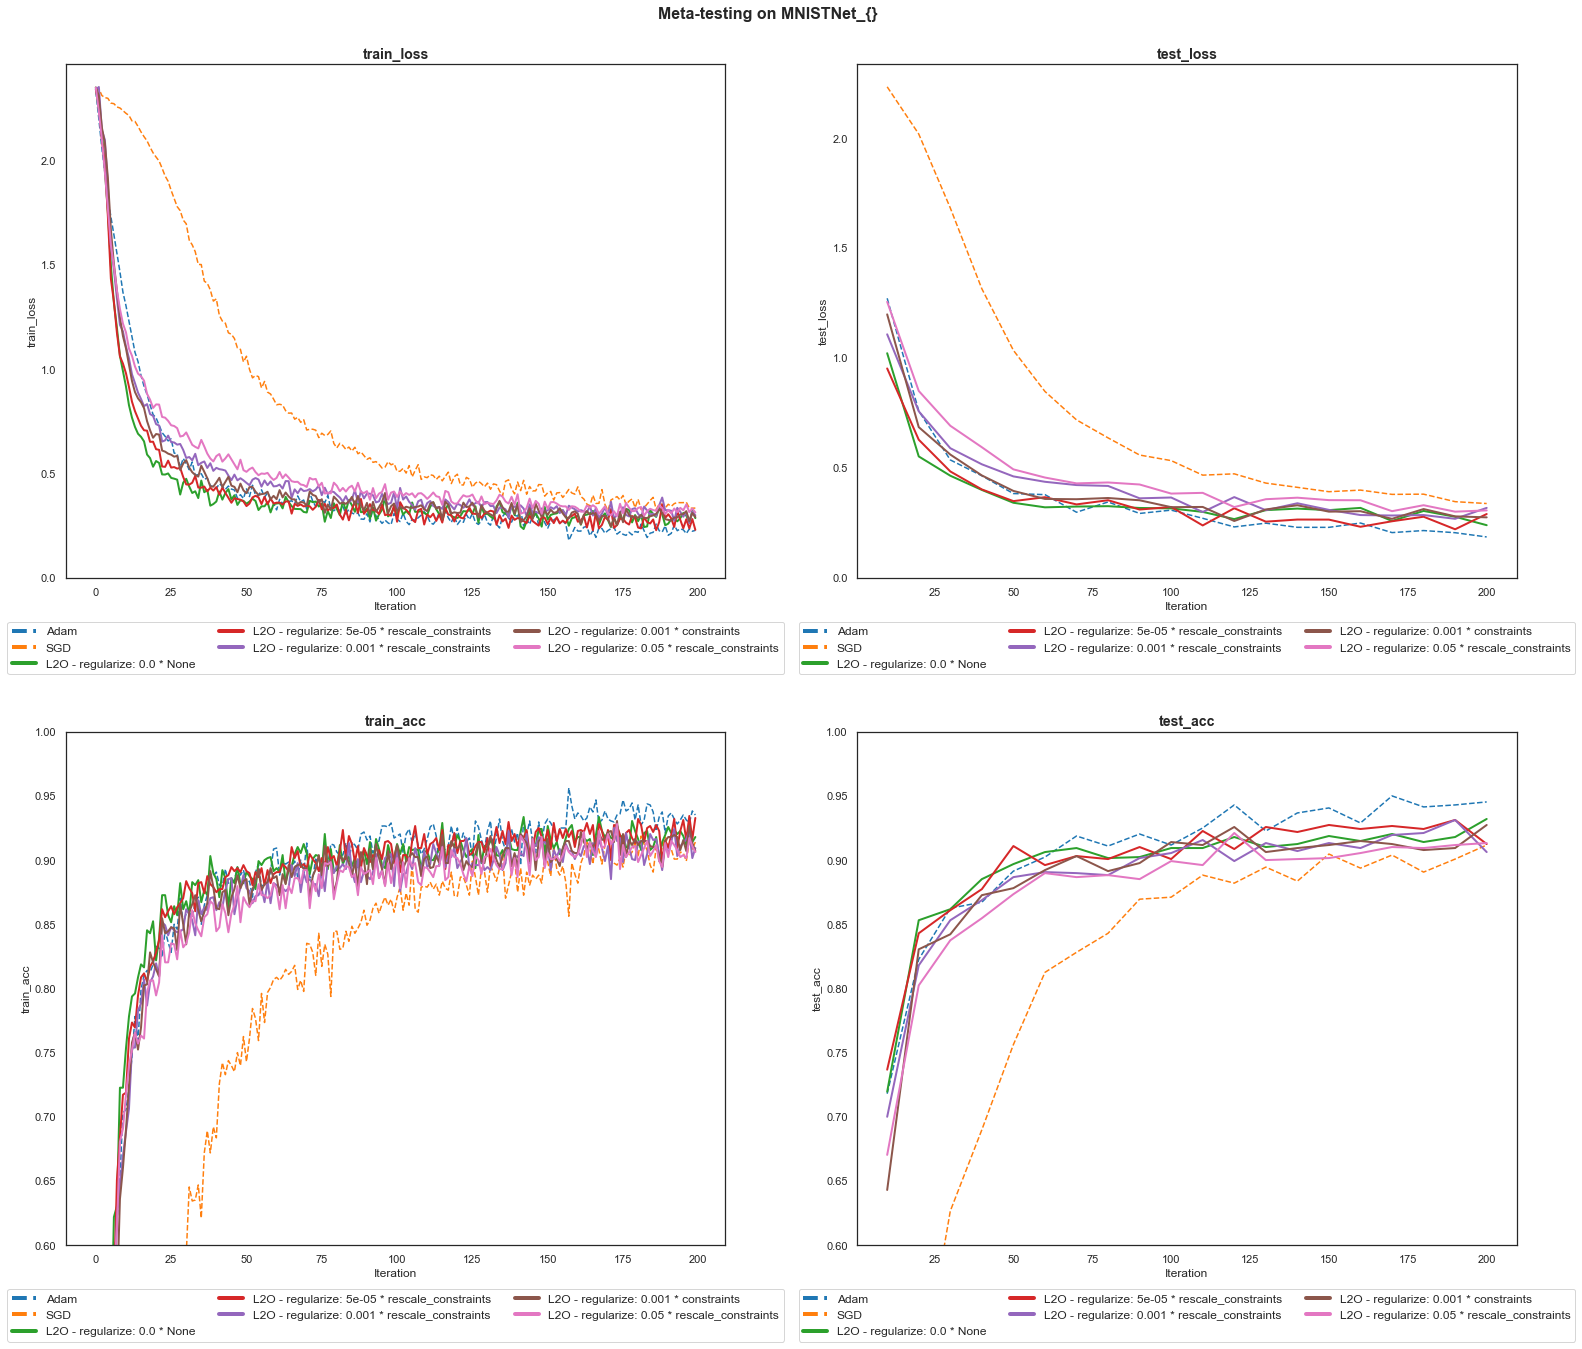 Meta-testing on MNISTNet_{}
train_loss
train_loss
2.0
1.5
1.0
0.5
0.0
0 25 50 75 100 125 150 175 200
Iteration
Adam L2O - regularize: 5e-05 * rescale_constraints L2O - regularize: 0.001 * constraints
SGD L2O - regularize: 0.001 * rescale_constraints L2O - regularize: 0.05 * rescale_constraints
L2O - regularize: 0.0 * None
test_loss
test_loss
2.0
1.5
1.0
0.5
0.0
25 50 75 100 125 150 175 200
Iteration
Adam L2O - regularize: 5e-05 * rescale_constraints L2O - regularize: 0.001 * constraints
SGD L2O - regularize: 0.001 * rescale_constraints L2O - regularize: 0.05 * rescale_constraints
L2O - regularize: 0.0 * None
train_acc
train_acc
1.00
0.95
0.90
0.85
0.80
0.75
0.70
0.65
0.60
0 25 50 75 100 125 150 175 200
Iteration
Adam L2O - regularize: 5e-05 * rescale_constraints L2O - regularize: 0.001 * constraints
SGD L2O - regularize: 0.001 * rescale_constraints L2O - regularize: 0.05 * rescale_constraints
L2O - regularize: 0.0 * None
test_acc
test_acc
1.00
0.95
0.90
0.85
0.80
0.75
0.70
0.65
0.60
25 50 75 100 125 150 175 200
Iteration
Adam L2O - regularize: 5e-05 * rescale_constraints L2O - regularize: 0.001 * constraints
SGD L2O - regularize: 0.001 * rescale_constraints L2O - regularize: 0.05 * rescale_constraints
L2O - regularize: 0.0 * None